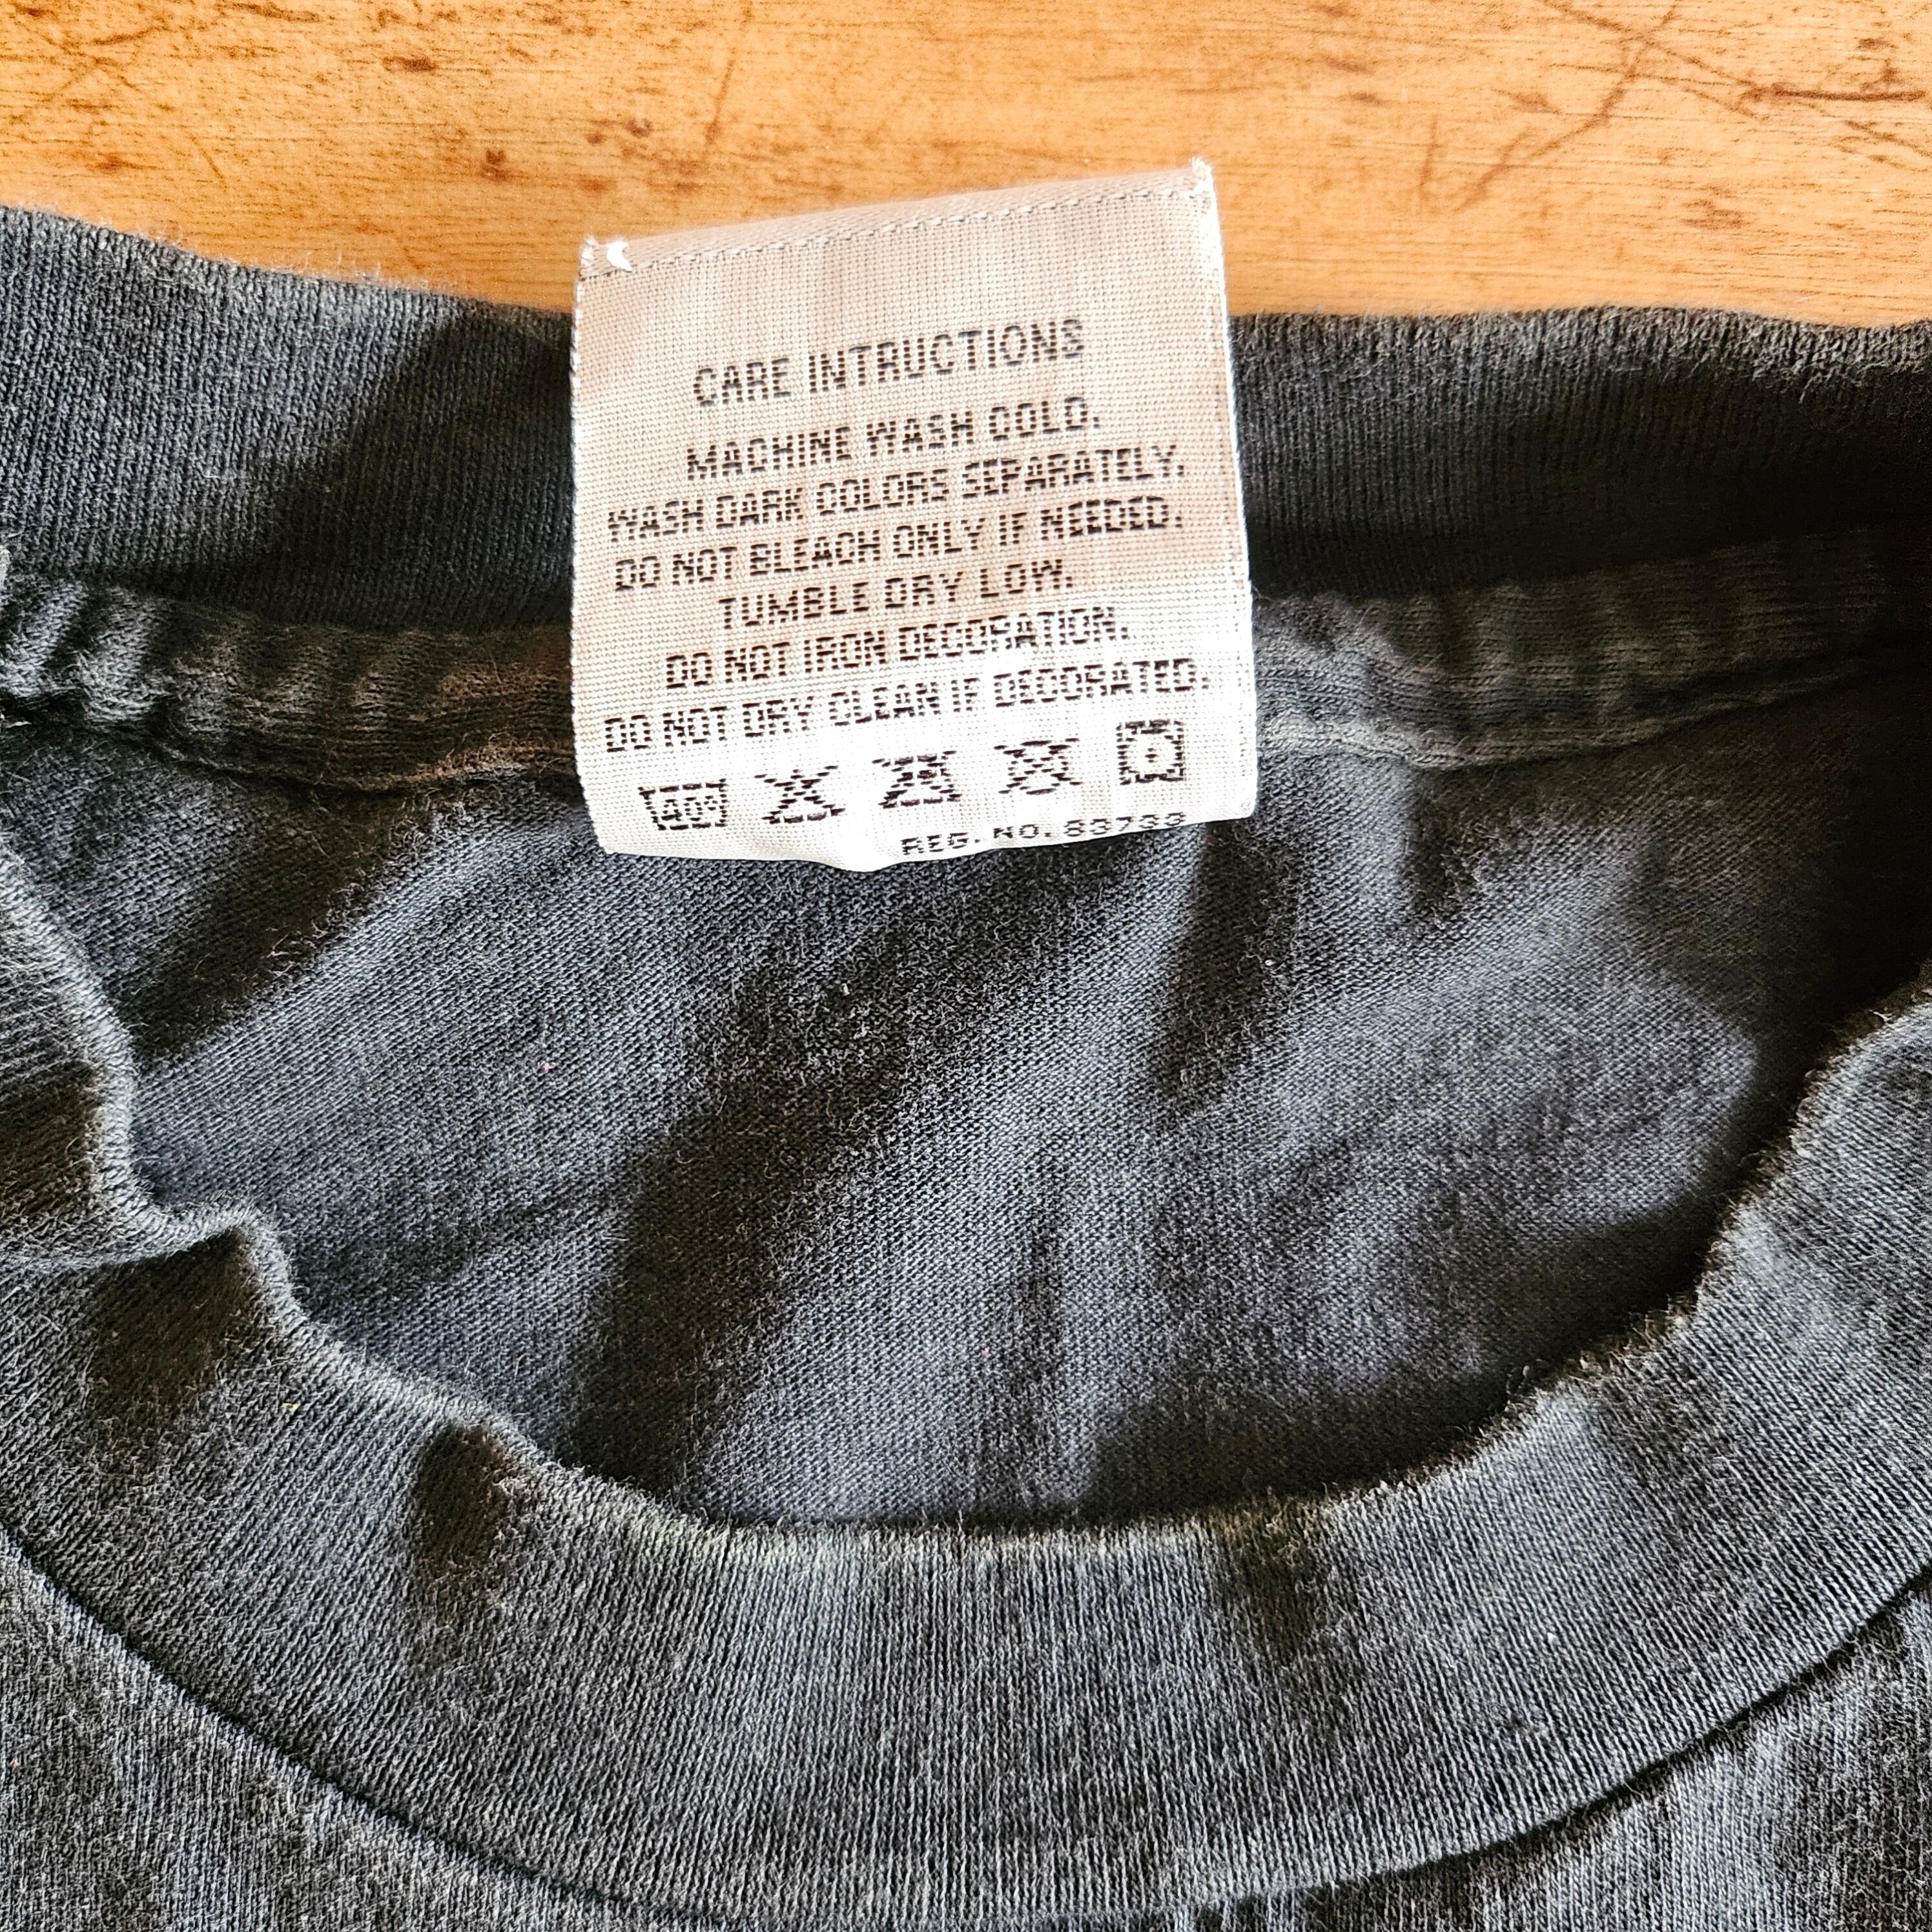 CARE INTRUCTIONS
MACHINE WASH COLD.
WASH DARK COLORS SEPARATELY.
DO NOT BLEACH ONLY IF NEEDED.
TUMBLE DRY LOW.
DO NOT IRON DECORATION.
DO NOT DRY CLEAN IF DECORATED.
40°
REG. NO. 83733